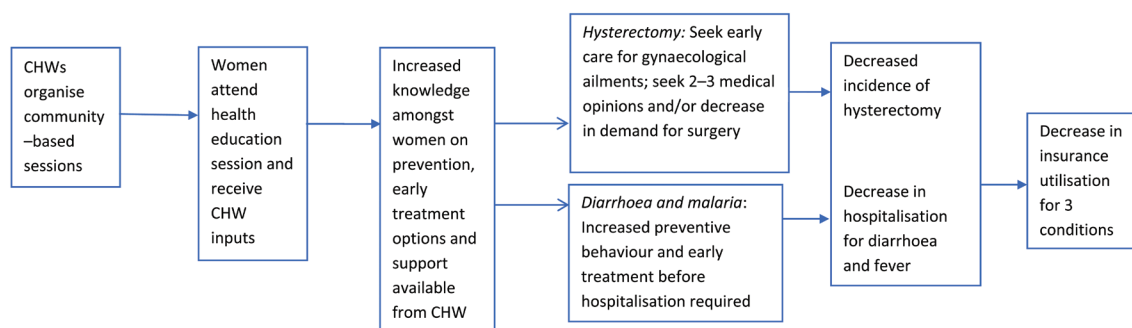 CHWs
organise
community
–based
sessions
Women
attend
health
education
session and
receive
CHW
inputs
Increased
knowledge
amongst
women on
prevention,
early
treatment
options and
support
available
from CHW
Hysterectomy: Seek early
care for gynaecological
ailments; seek 2–3 medical
opinions and/or decrease
in demand for surgery
Diarrhoea and malaria:
Increased preventive
behaviour and early
treatment before
hospitalisation required
Decreased
incidence of
hysterectomy
Decrease in
hospitalisation
for diarrhoea
and fever
Decrease in
insurance
utilisation
for 3
conditions